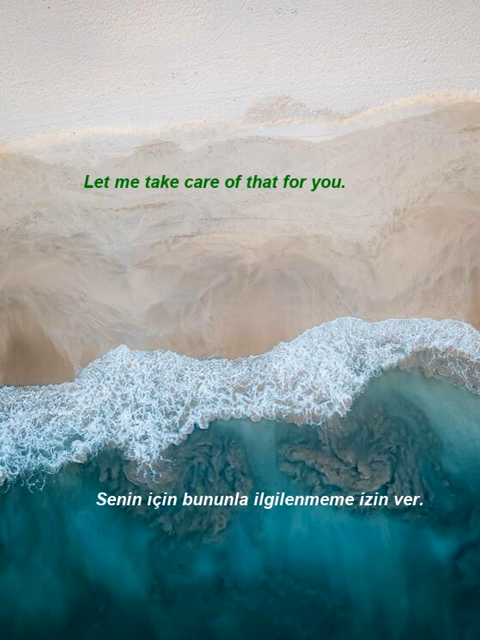 Let me take care of that for you.
Senin için bununla ilgilenmeme izin ver.